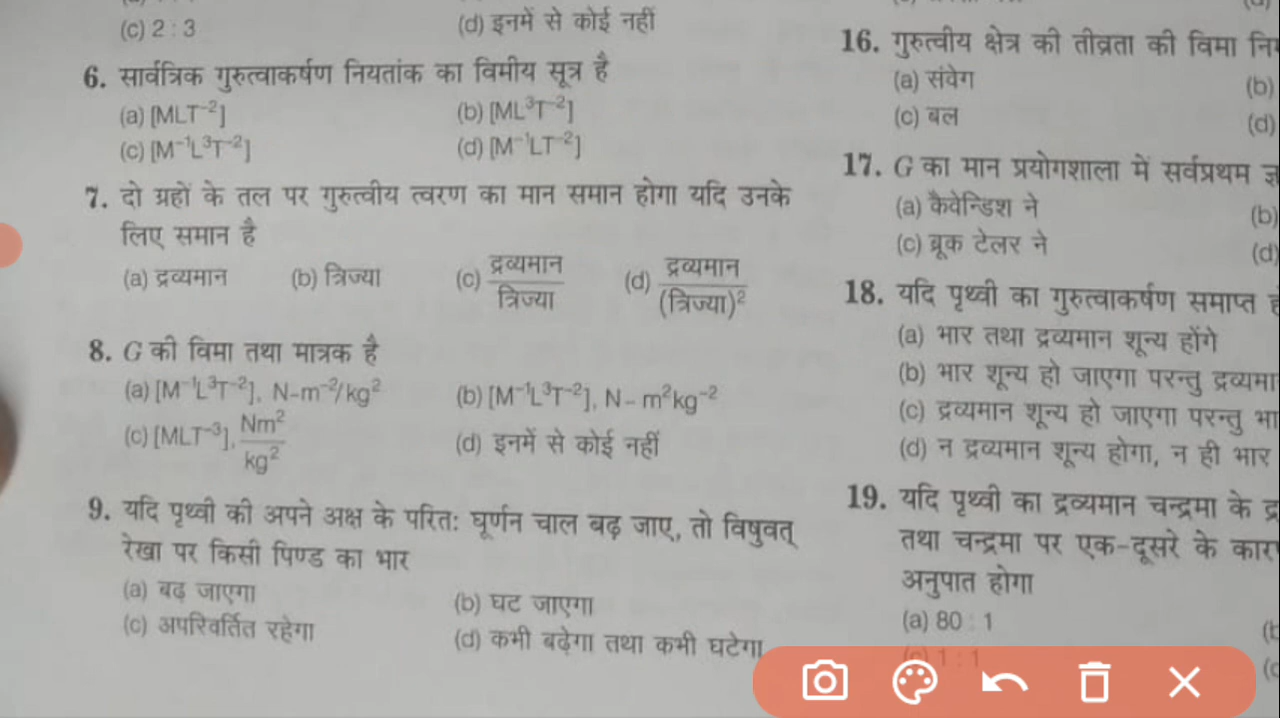 (c) 2 : 3
(d) इनमें से कोई नहीं
6. सार्वत्रिक गुरुत्वाकर्षण नियतांक का विमीय सूत्र है
(a) [MLT⁻²]
(b) [ML³T⁻²]
(c) [M⁻¹L³T⁻²]
(d) [M⁻¹LT⁻²]
7. दो ग्रहों के तल पर गुरुत्वीय त्वरण का मान समान होगा यदि उनके
लिए समान है
(a) द्रव्यमान
(b) त्रिज्या
(c) द्रव्यमान/त्रिज्या
(d) द्रव्यमान/(त्रिज्या)²
8. G की विमा तथा मात्रक है
(a) [M⁻¹L³T⁻²], N-m⁻²/kg²
(b) [M⁻¹L³T⁻²], N - m²kg⁻²
(c) [MLT⁻³], Nm²/kg²
(d) इनमें से कोई नहीं
9. यदि पृथ्वी की अपने अक्ष के परितः घूर्णन चाल बढ़ जाए, तो विषुवत्
रेखा पर किसी पिण्ड का भार
(a) बढ़ जाएगा
(b) घट जाएगा
(c) अपरिवर्तित रहेगा
(d) कभी बढ़ेगा तथा कभी घटेगा
16. गुरुत्वीय क्षेत्र की तीव्रता की विमा
(a) संवेग
(b)
(c) बल
(d)
17. G का मान प्रयोगशाला में सर्वप्रथम
(a) कैवेन्डिश ने
(b)
(c) ब्रूक टेलर ने
(d)
18. यदि पृथ्वी का गुरुत्वाकर्षण समाप्त
(a) भार तथा द्रव्यमान शून्य होंगे
(b) भार शून्य हो जाएगा परन्तु
(c) द्रव्यमान शून्य हो जाएगा परन्तु
(d) न द्रव्यमान शून्य होगा, न ही भार
19. यदि पृथ्वी का द्रव्यमान चन्द्रमा के
तथा चन्द्रमा पर एक-दूसरे के
अनुपात होगा
(a) 80 : 1
(c) 1 : 1